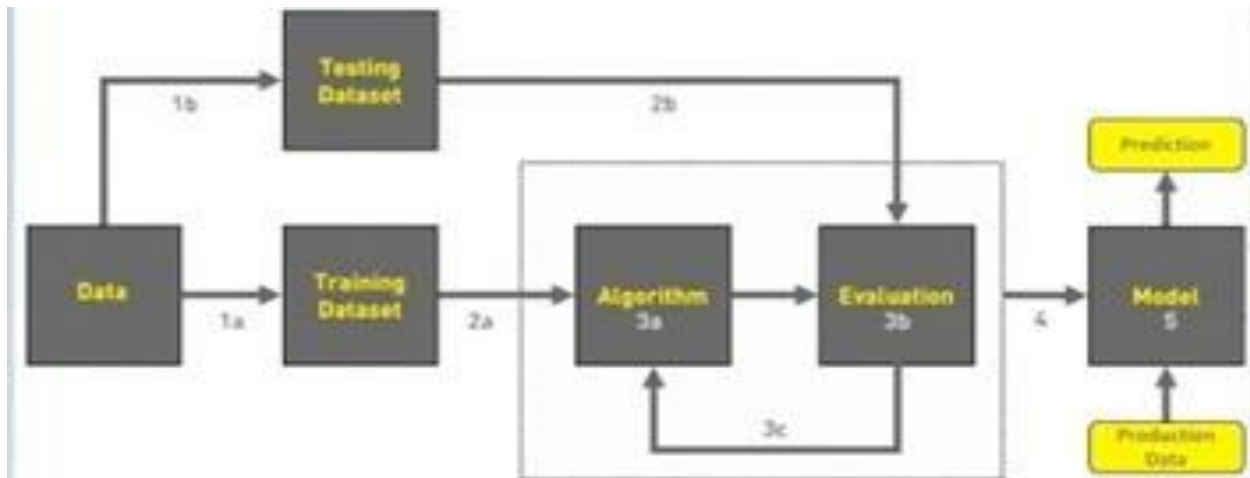 Testing
Dataset
1b
2b
Prediction
Data
Training
Dataset
Algorithm
3a
Evaluation
3b
Model
5
1a
2a
4
3c
Production
Data